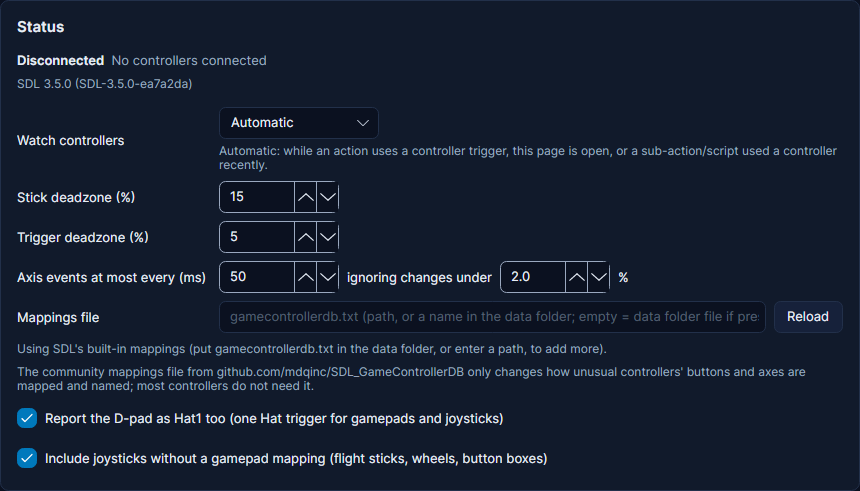 Status
Disconnected No controllers connected
SDL 3.5.0 (SDL-3.5.0-ea7a2da)
Watch controllers Automatic
Automatic: while an action uses a controller trigger, this page is open, or a sub-action/script used a controller
recently.
Stick deadzone (%) 15
Trigger deadzone (%) 5
Axis events at most every (ms) 50 ignoring changes under 2.0 %
Mappings file gamecontrollerdb.txt (path, or a name in the data folder; empty = data folder file if pre Reload
Using SDL's built-in mappings (put gamecontrollerdb.txt in the data folder, or enter a path, to add more).
The community mappings file from github.com/mdqinc/SDL_GameControllerDB only changes how unusual controllers' buttons and axes are
mapped and named; most controllers do not need it.
Report the D-pad as Hat1 too (one Hat trigger for gamepads and joysticks)
Include joysticks without a gamepad mapping (flight sticks, wheels, button boxes)